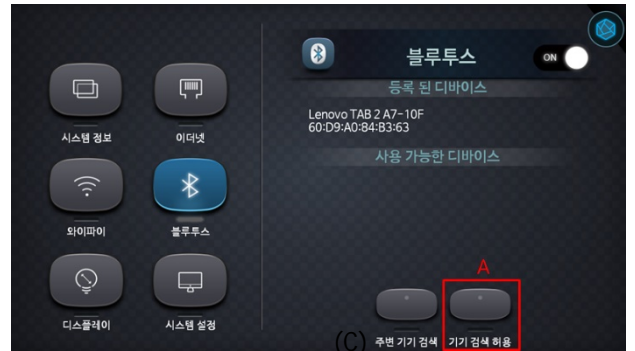 시스템 정보
이더넷
와이파이
블루투스
디스플레이
시스템 설정
블루투스
ON
등록 된 디바이스
Lenovo TAB 2 A7-10F
60:D9:A0:84:B3:63
사용 가능한 디바이스
A
(C)
주변 기기 검색
기기 검색 허용